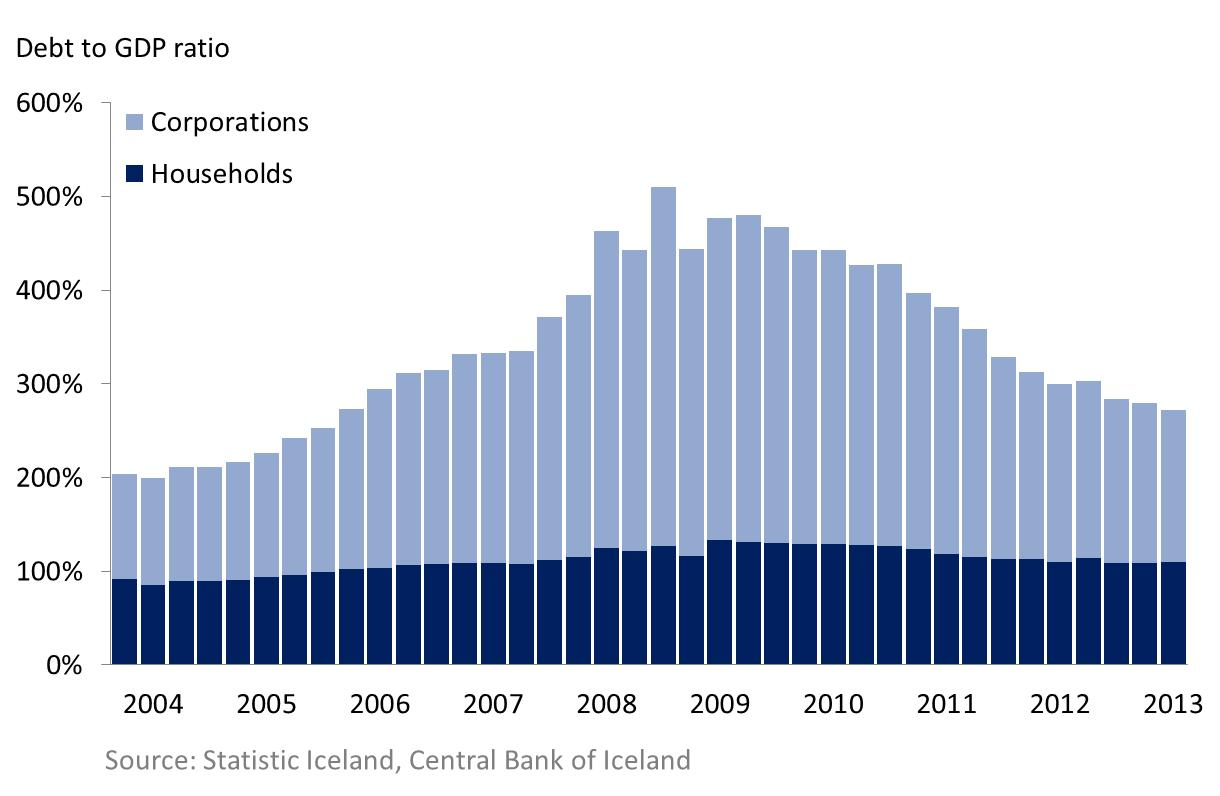 Debt to GDP ratio
600%
Corporations
Households
500%
400%
300%
200%
100%
0%
2004 2005 2006 2007 2008 2009 2010 2011 2012 2013
Source: Statistic Iceland, Central Bank of Iceland